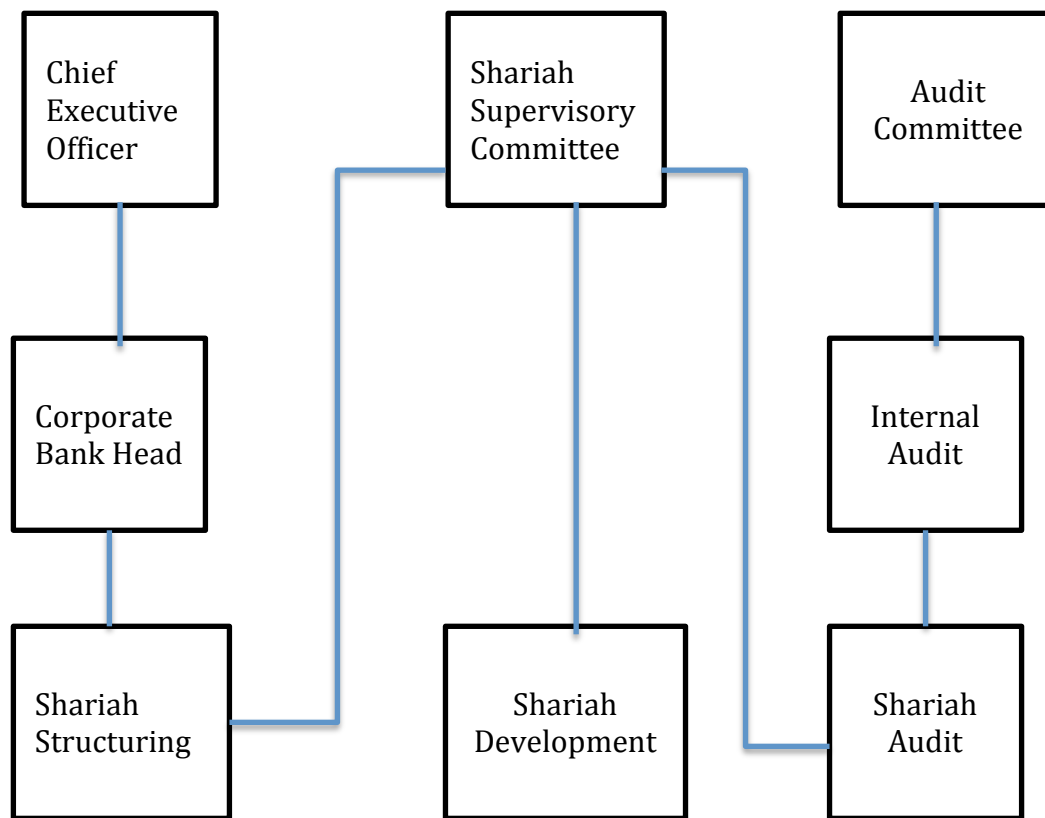 Chief
Executive
Officer
Shariah
Supervisory
Committee
Audit
Committee
Corporate
Bank Head
Internal
Audit
Shariah
Structuring
Shariah
Development
Shariah
Audit